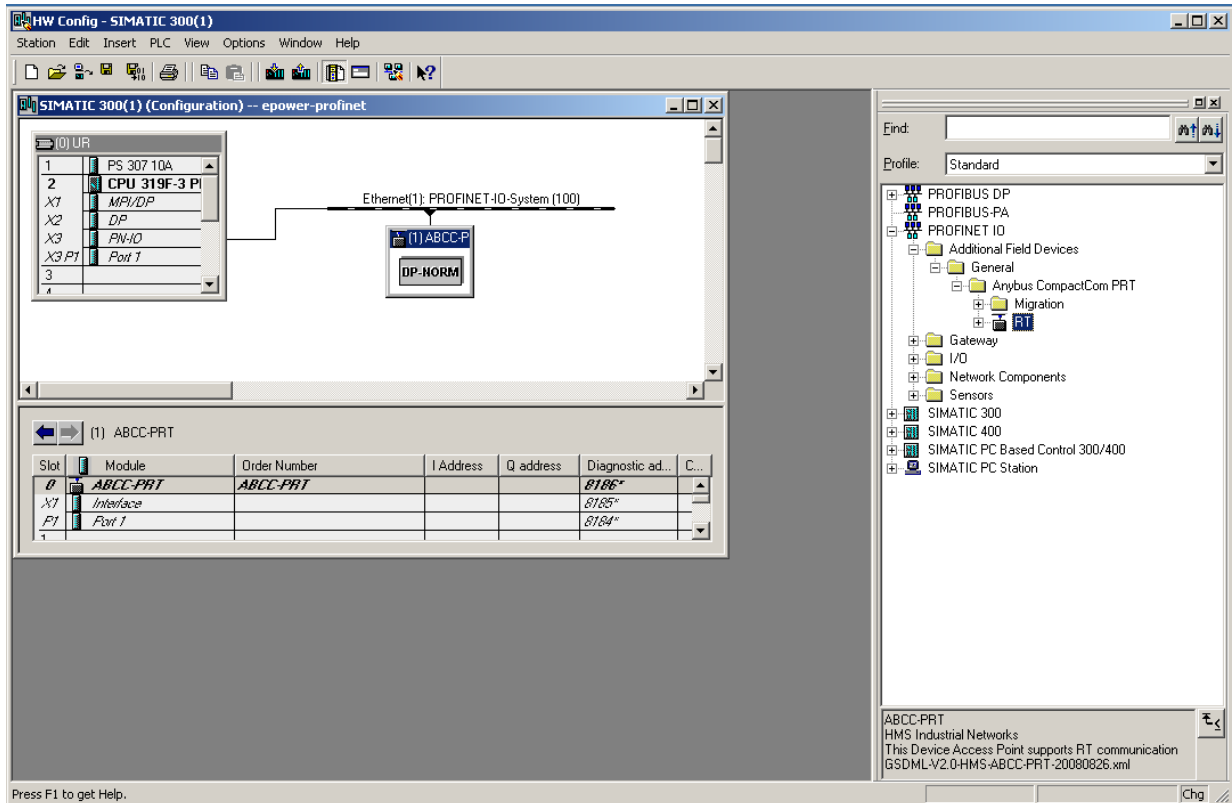 HW Config - SIMATIC 300(1)
Station Edit Insert PLC View Options Window Help
SIMATIC 300(1) (Configuration) -- epower-profinet
(0) UR
1 PS 307 10A
2 CPU 319F-3 P
X1 MPI/DP
X2 DP
X3 PN-IO
X3 P1 Port 1
3
Ethernet(1): PROFINET-IO-System (100)
(1) ABCC-P
DP-NORM
(1) ABCC-PRT
Slot Module Order Number I Address Q address Diagnostic ad... C...
0 ABCC-PRT ABCC-PRT 8186*
X1 Interface 8185*
P1 Port 1 8184*
1
Find:
Profile: Standard
PROFIBUS DP
PROFIBUS-PA
PROFINET IO
Additional Field Devices
General
Anybus CompactCom PRT
Migration
RT
Gateway
I/O
Network Components
Sensors
SIMATIC 300
SIMATIC 400
SIMATIC PC Based Control 300/400
SIMATIC PC Station
ABCC-PRT
HMS Industrial Networks
This Device Access Point supports RT communication
GSDML-V2.0-HMS-ABCC-PRT-20080826.xml
Press F1 to get Help.
Chg